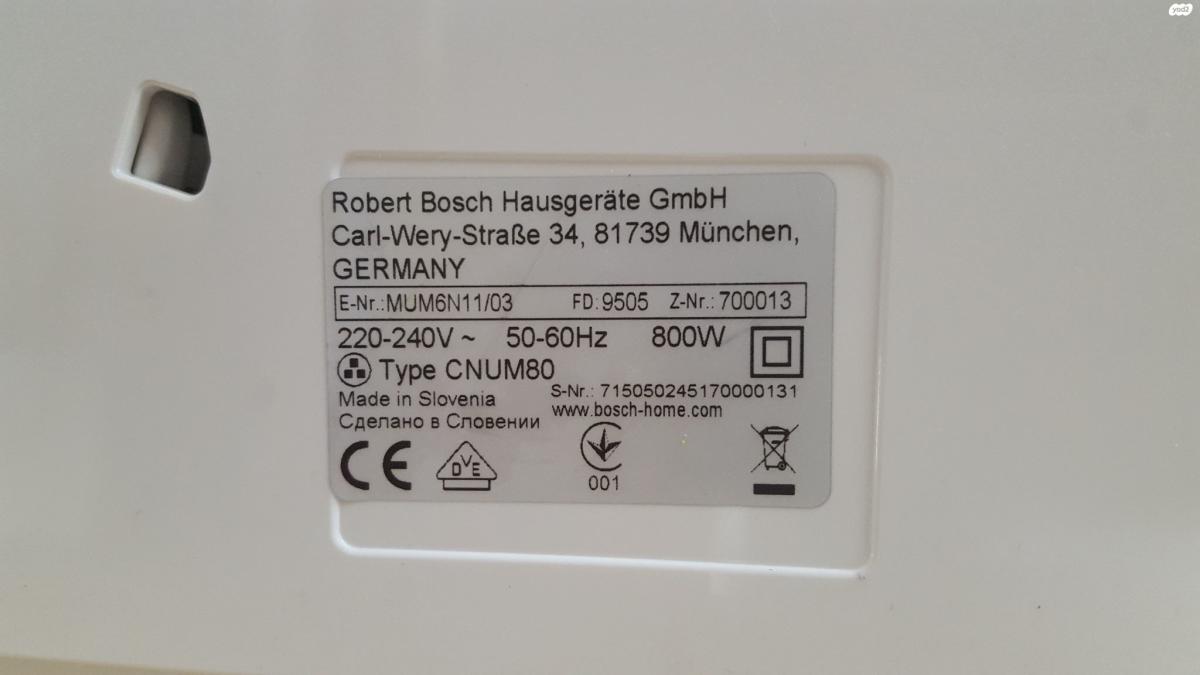 yad2
Robert Bosch Hausgeräte GmbH
Carl-Wery-Straße 34, 81739 München,
GERMANY
E-Nr.: MUM6N11/03 FD: 9505 Z-Nr.: 700013
220-240V ~ 50-60Hz 800W
Type CNUM80
Made in Slovenia S-Nr.: 715050245170000131
Сделано в Словении www.bosch-home.com
CE DVE 001